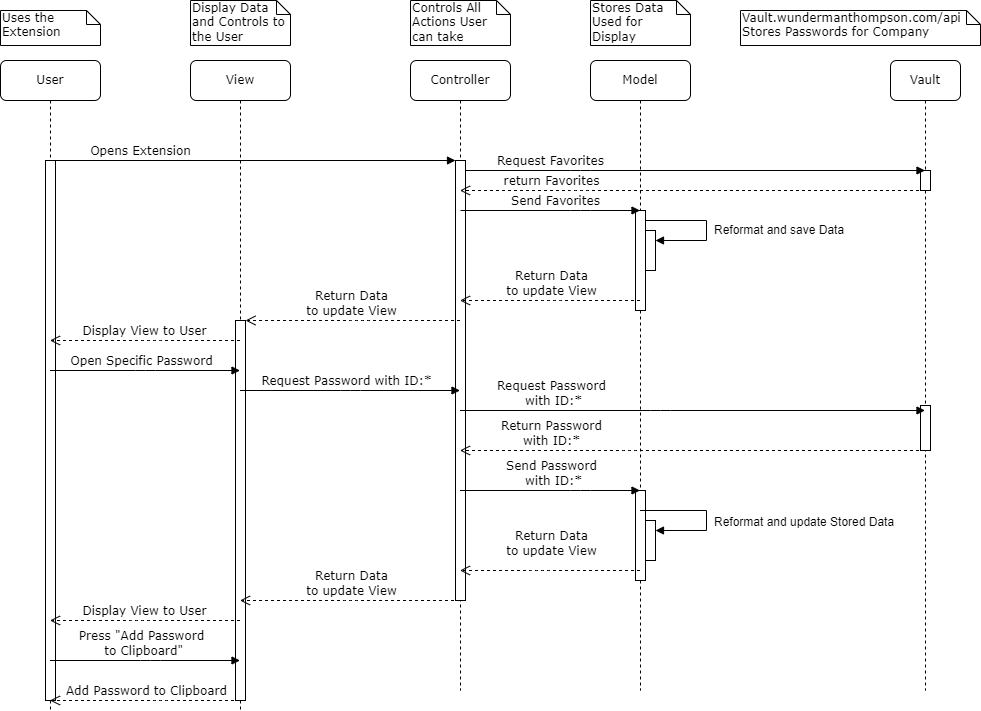 Uses the
Extension
Display Data
and Controls to
the User
Controls All
Actions User
can take
Stores Data
Used for
Display
Vault.wundermanthompson.com/api
Stores Passwords for Company
User
View
Controller
Model
Vault
Opens Extension
Request Favorites
return Favorites
Send Favorites
Reformat and save Data
Return Data
to update View
Return Data
to update View
Display View to User
Open Specific Password
Request Password with ID:*
Request Password
with ID:*
Return Password
with ID:*
Send Password
with ID:*
Reformat and update Stored Data
Return Data
to update View
Return Data
to update View
Display View to User
Press "Add Password
to Clipboard"
Add Password to Clipboard